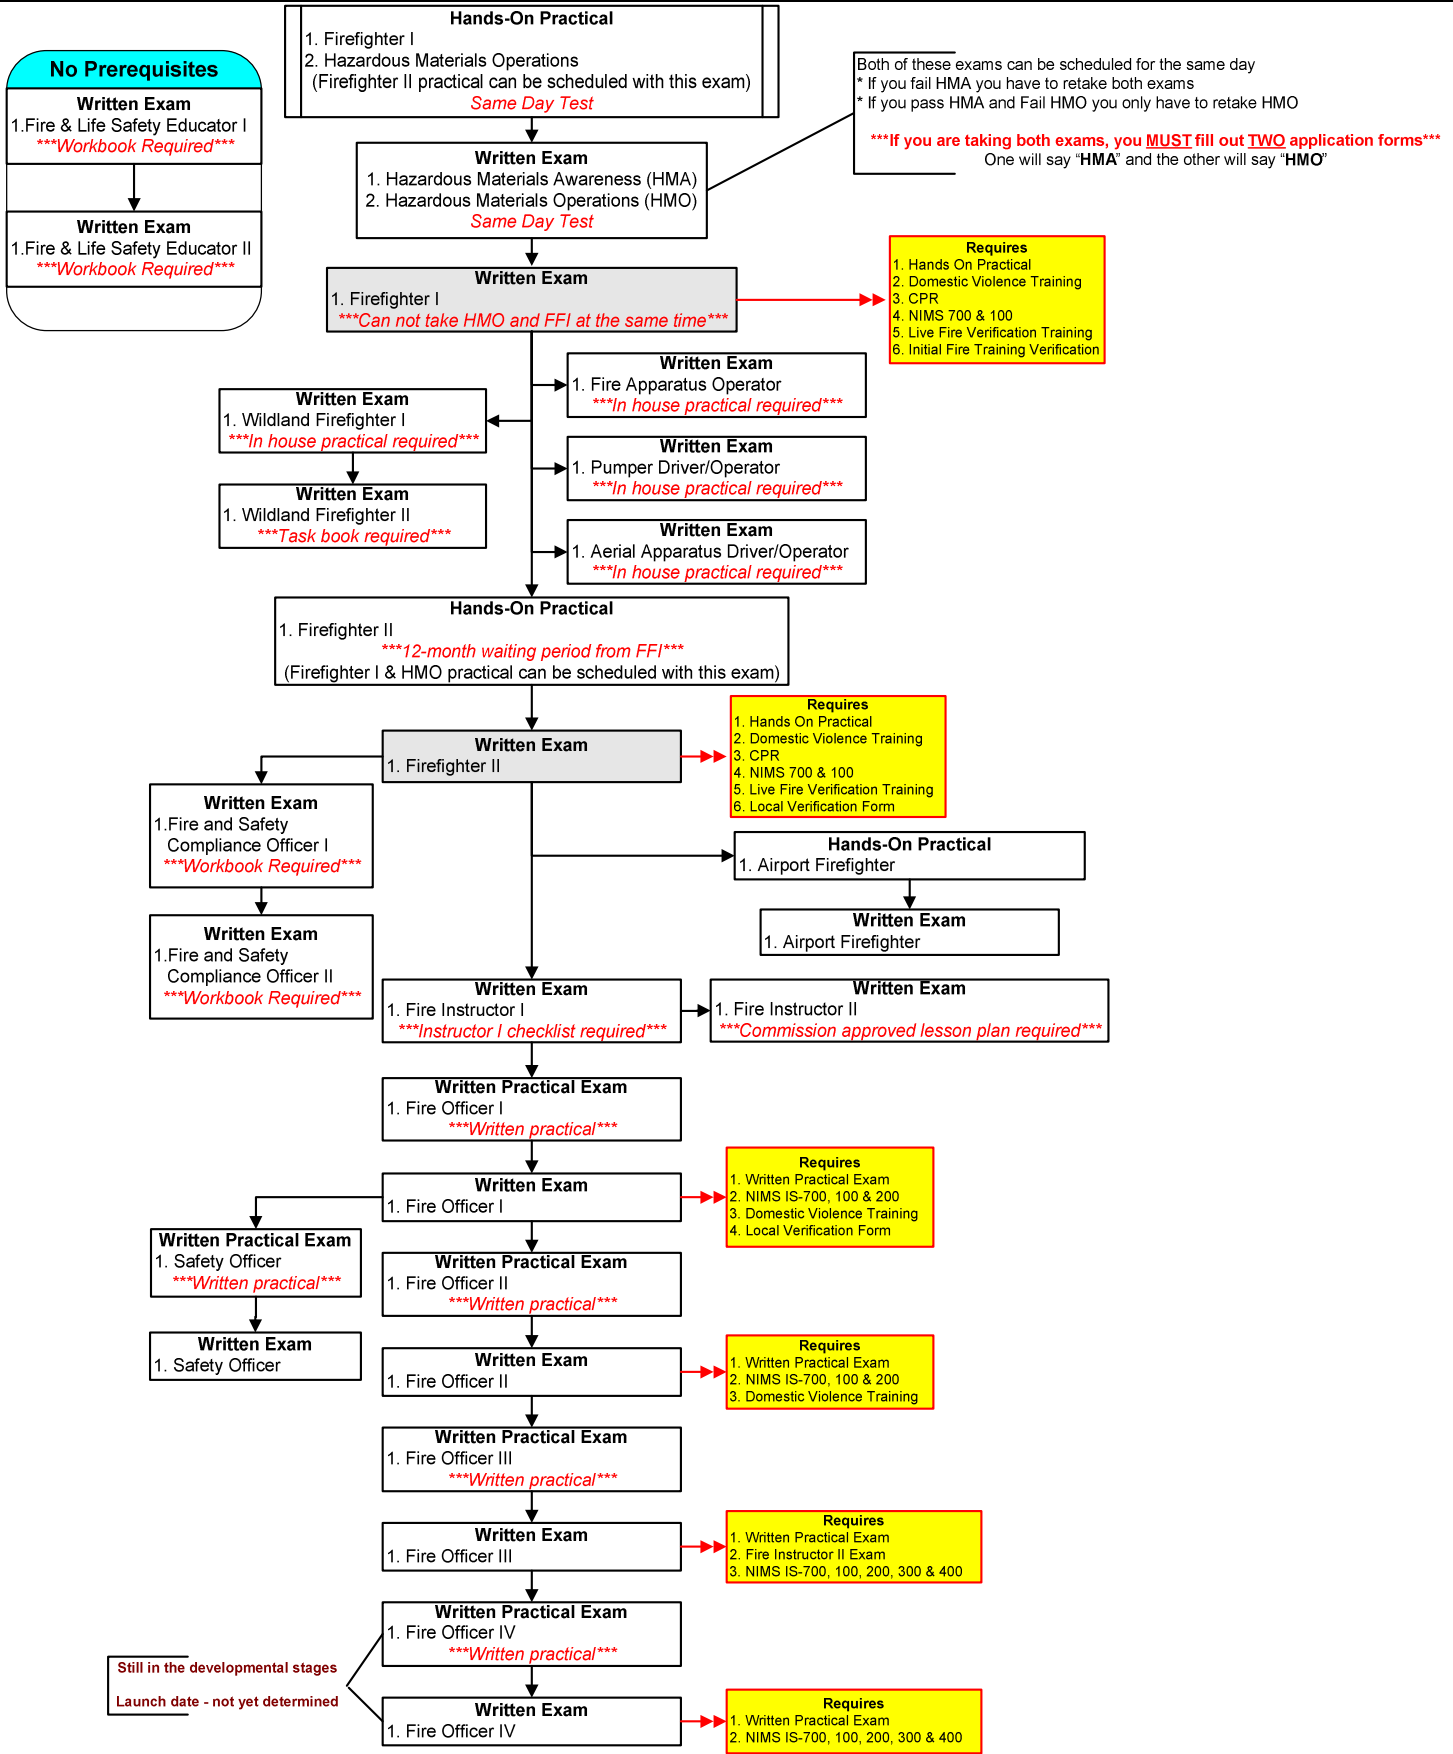 Hands-On Practical
1. Firefighter I
2. Hazardous Materials Operations
(Firefighter II practical can be scheduled with this exam)
Same Day Test
No Prerequisites
Written Exam
1.Fire & Life Safety Educator I
***Workbook Required***
Written Exam
1.Fire & Life Safety Educator II
***Workbook Required***
Both of these exams can be scheduled for the same day
* If you fail HMA you have to retake both exams
* If you pass HMA and Fail HMO you only have to retake HMO
***If you are taking both exams, you MUST fill out TWO application forms***
One will say “HMA” and the other will say “HMO”
Written Exam
1. Hazardous Materials Awareness (HMA)
2. Hazardous Materials Operations (HMO)
Same Day Test
Written Exam
1. Firefighter I
***Can not take HMO and FFI at the same time***
Requires
1. Hands On Practical
2. Domestic Violence Training
3. CPR
4. NIMS 700 & 100
5. Live Fire Verification Training
6. Initial Fire Training Verification
Written Exam
1. Fire Apparatus Operator
***In house practical required***
Written Exam
1. Wildland Firefighter I
***In house practical required***
Written Exam
1. Pumper Driver/Operator
***In house practical required***
Written Exam
1. Wildland Firefighter II
***Task book required***
Written Exam
1. Aerial Apparatus Driver/Operator
***In house practical required***
Hands-On Practical
1. Firefighter II
***12-month waiting period from FFI***
(Firefighter I & HMO practical can be scheduled with this exam)
Written Exam
1. Firefighter II
Requires
1. Hands On Practical
2. Domestic Violence Training
3. CPR
4. NIMS 700 & 100
5. Live Fire Verification Training
6. Local Verification Form
Written Exam
1.Fire and Safety
Compliance Officer I
***Workbook Required***
Written Exam
1.Fire and Safety
Compliance Officer II
***Workbook Required***
Hands-On Practical
1. Airport Firefighter
Written Exam
1. Airport Firefighter
Written Exam
1. Fire Instructor I
***Instructor I checklist required***
Written Exam
1. Fire Instructor II
***Commission approved lesson plan required***
Written Practical Exam
1. Fire Officer I
***Written practical***
Written Exam
1. Fire Officer I
Requires
1. Written Practical Exam
2. NIMS IS-700, 100 & 200
3. Domestic Violence Training
4. Local Verification Form
Written Practical Exam
1. Safety Officer
***Written practical***
Written Exam
1. Safety Officer
Written Practical Exam
1. Fire Officer II
***Written practical***
Written Exam
1. Fire Officer II
Requires
1. Written Practical Exam
2. NIMS IS-700, 100 & 200
3. Domestic Violence Training
Written Practical Exam
1. Fire Officer III
***Written practical***
Written Exam
1. Fire Officer III
Requires
1. Written Practical Exam
2. Fire Instructor II Exam
3. NIMS IS-700, 100, 200, 300 & 400
Written Practical Exam
1. Fire Officer IV
***Written practical***
Still in the developmental stages
Launch date - not yet determined
Written Exam
1. Fire Officer IV
Requires
1. Written Practical Exam
2. NIMS IS-700, 100, 200, 300 & 400